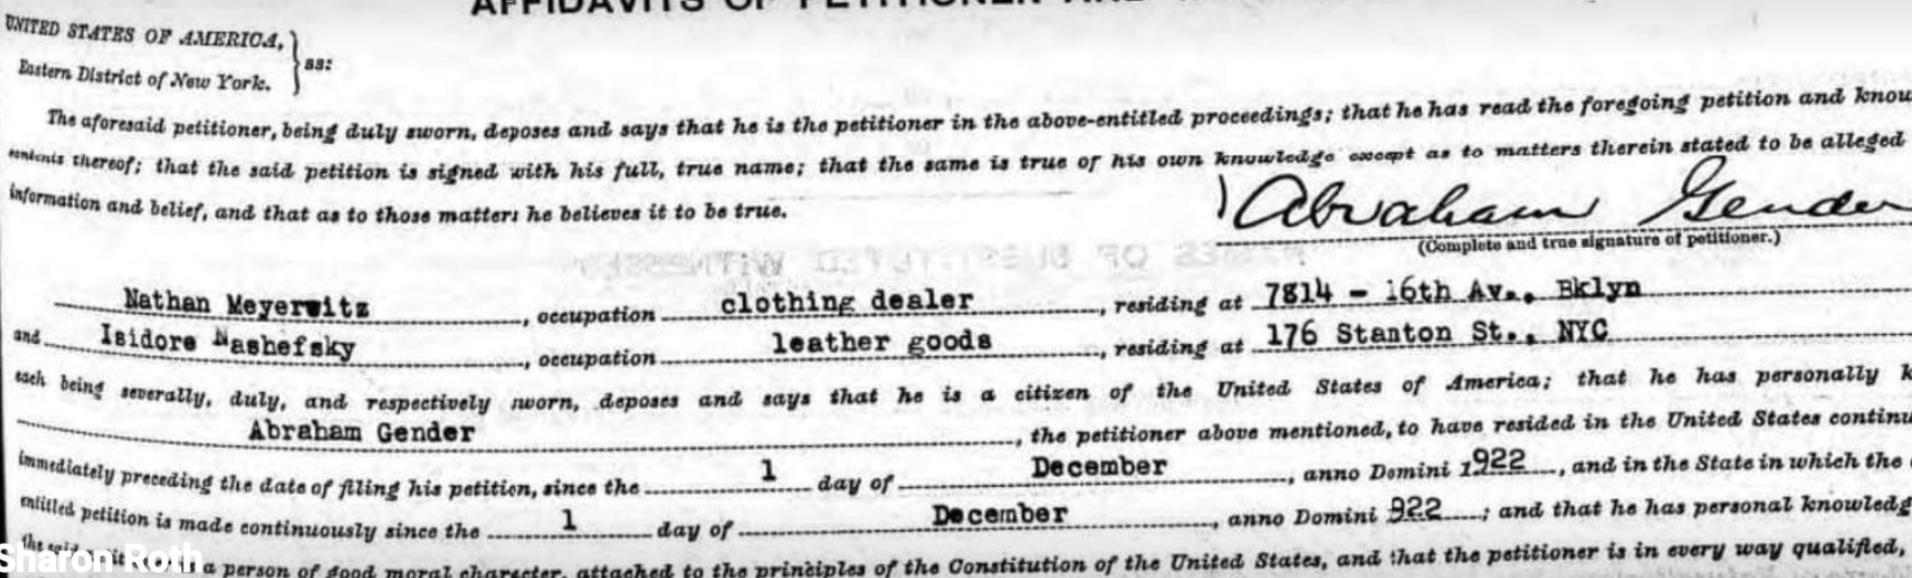 AFFIDAVITS OF PETITIONER AND
UNITED STATES OF AMERICA, } ss:
Eastern District of New York.
The aforesaid petitioner, being duly sworn, deposes and says that he is the petitioner in the above-entitled proceedings; that he has read the foregoing petition and know
contents thereof; that the said petition is signed with his full, true name; that the same is true of his own knowledge except as to matters therein stated to be alleged
information and belief, and that as to those matters he believes it to be true.
Abraham Gender
(Complete and true signature of petitioner.)
Nathan Meyerwitz, occupation clothing dealer, residing at 7814 - 16th Av., Bklyn
and Isidore Nashefsky, occupation leather goods, residing at 176 Stanton St., NYC
each being severally, duly, and respectively sworn, deposes and says that he is a citizen of the United States of America; that he has personally k
Abraham Gender, the petitioner above mentioned, to have resided in the United States continu
immediately preceding the date of filing his petition, since the 1 day of December, anno Domini 1922, and in the State in which the
entitled petition is made continuously since the 1 day of December, anno Domini 922; and that he has personal knowledg
the said a person of good moral character, attached to the principles of the Constitution of the United States, and that the petitioner is in every way qualified,
Sharon Roth